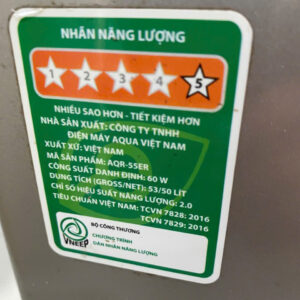 NHÃN NĂNG LƯỢNG
1 2 3 4 5
NHIỀU SAO HƠN - TIẾT KIỆM HƠN
NHÀ SẢN XUẤT: CÔNG TY TNHH
ĐIỆN MÁY AQUA VIỆT NAM
XUẤT XỨ: VIỆT NAM
MÃ SẢN PHẨM: AQR-55ER
CÔNG SUẤT DANH ĐỊNH: 60 W
DUNG TÍCH (GROSS/NET): 53/50 LÍT
CHỈ SỐ HIỆU SUẤT NĂNG LƯỢNG: 2.0
TIÊU CHUẨN VIỆT NAM: TCVN 7828: 2016
TCVN 7829: 2016
BỘ CÔNG THƯƠNG
CHƯƠNG TRÌNH
DÁN NHÃN NĂNG LƯỢNG
VNEEP